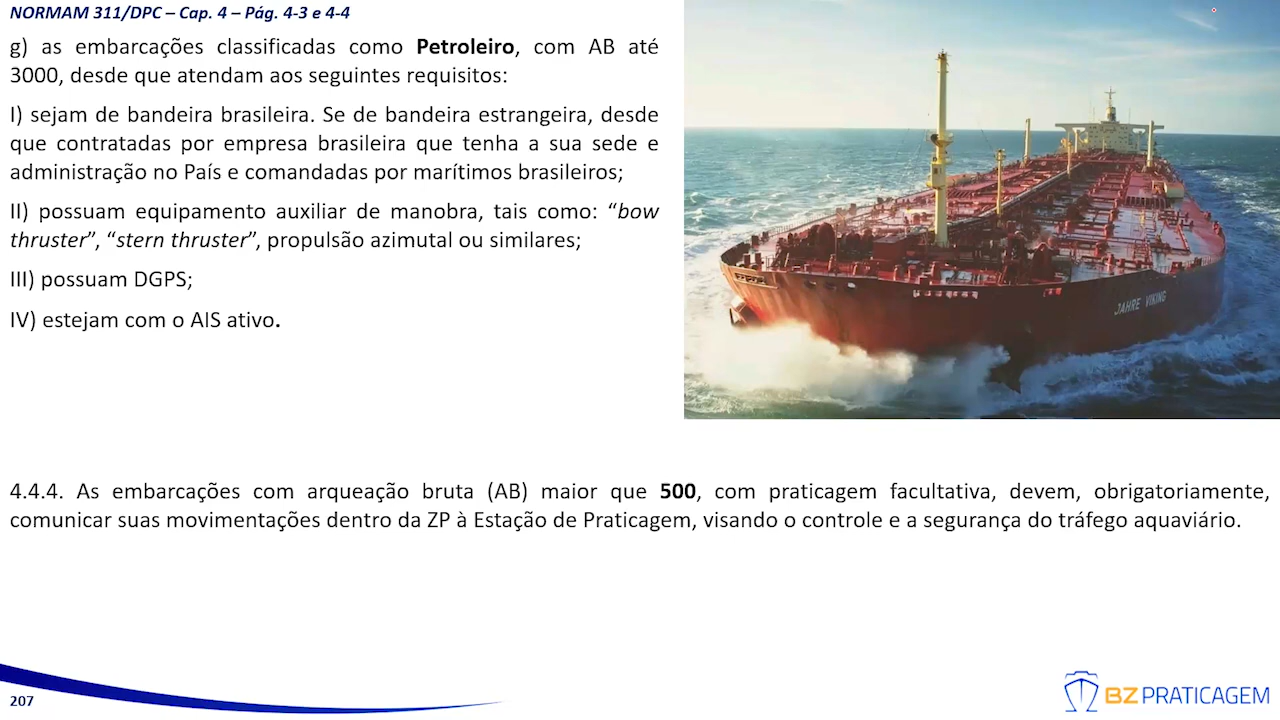 NORMAM 311/DPC – Cap. 4 – Pág. 4-3 e 4-4
g) as embarcações classificadas como Petroleiro, com AB até
3000, desde que atendam aos seguintes requisitos:
I) sejam de bandeira brasileira. Se de bandeira estrangeira, desde
que contratadas por empresa brasileira que tenha a sua sede e
administração no País e comandadas por marítimos brasileiros;
II) possuam equipamento auxiliar de manobra, tais como: “bow
thruster”, “stern thruster”, propulsão azimutal ou similares;
III) possuam DGPS;
IV) estejam com o AIS ativo.
JAHRE VIKING
4.4.4. As embarcações com arqueação bruta (AB) maior que 500, com praticagem facultativa, devem, obrigatoriamente,
comunicar suas movimentações dentro da ZP à Estação de Praticagem, visando o controle e a segurança do tráfego aquaviário.
207
BZPRATICAGEM